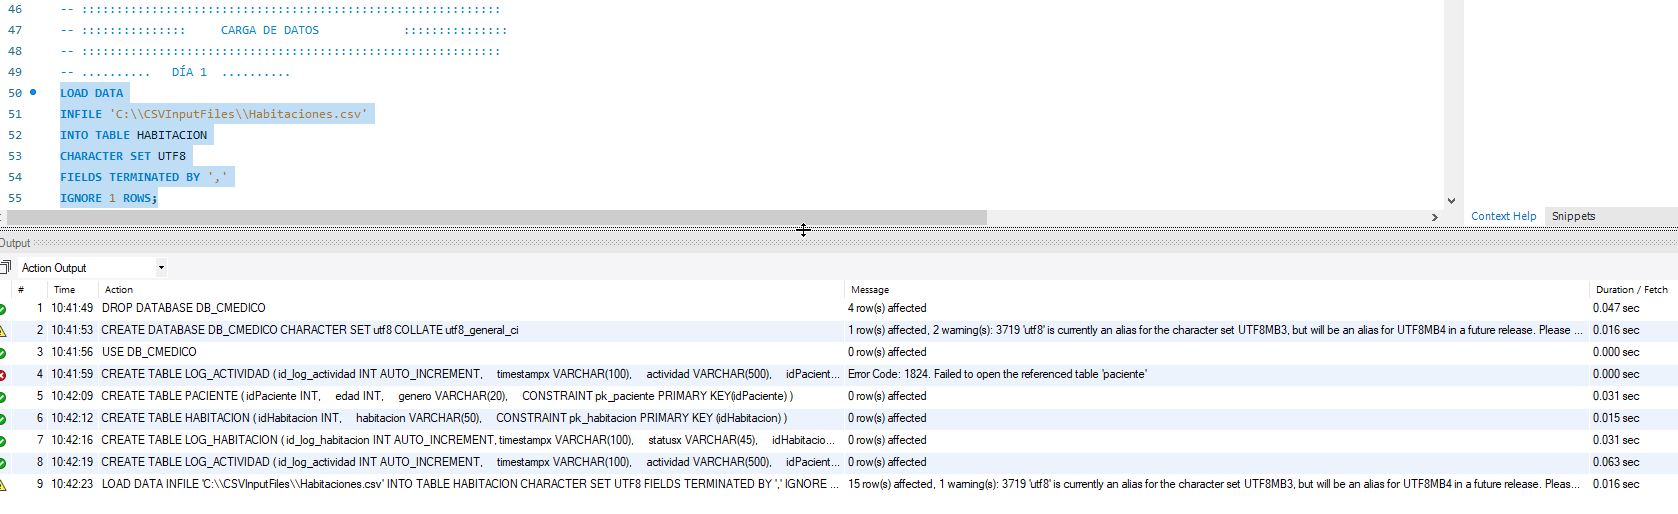 46 -- ::::::::::::::::::::::::::::::::::::::::::::::::::::::::::::
47 -- :::::::::::::::     CARGA DE DATOS            :::::::::::::::
48 -- ::::::::::::::::::::::::::::::::::::::::::::::::::::::::::::
49 -- ..........   DÍA 1  ..........
50 LOAD DATA
51 INFILE 'C:\\CSVInputFiles\\Habitaciones.csv'
52 INTO TABLE HABITACION
53 CHARACTER SET UTF8
54 FIELDS TERMINATED BY ','
55 IGNORE 1 ROWS;
Context Help Snippets
Output
Action Output
# Time Action Message Duration / Fetch
1 10:41:49 DROP DATABASE DB_CMEDICO 4 row(s) affected 0.047 sec
2 10:41:53 CREATE DATABASE DB_CMEDICO CHARACTER SET utf8 COLLATE utf8_general_ci 1 row(s) affected, 2 warning(s): 3719 'utf8' is currently an alias for the character set UTF8MB3, but will be an alias for UTF8MB4 in a future release. Please ... 0.016 sec
3 10:41:56 USE DB_CMEDICO 0 row(s) affected 0.000 sec
4 10:41:59 CREATE TABLE LOG_ACTIVIDAD ( id_log_actividad INT AUTO_INCREMENT, timestampx VARCHAR(100), actividad VARCHAR(500), idPacient... Error Code: 1824. Failed to open the referenced table 'paciente' 0.000 sec
5 10:42:09 CREATE TABLE PACIENTE ( idPaciente INT, edad INT, genero VARCHAR(20), CONSTRAINT pk_paciente PRIMARY KEY(idPaciente) ) 0 row(s) affected 0.031 sec
6 10:42:12 CREATE TABLE HABITACION ( idHabitacion INT, habitacion VARCHAR(50), CONSTRAINT pk_habitacion PRIMARY KEY (idHabitacion) ) 0 row(s) affected 0.015 sec
7 10:42:16 CREATE TABLE LOG_HABITACION ( id_log_habitacion INT AUTO_INCREMENT, timestampx VARCHAR(100), statusx VARCHAR(45), idHabitacio... 0 row(s) affected 0.031 sec
8 10:42:19 CREATE TABLE LOG_ACTIVIDAD ( id_log_actividad INT AUTO_INCREMENT, timestampx VARCHAR(100), actividad VARCHAR(500), idPacient... 0 row(s) affected 0.063 sec
9 10:42:23 LOAD DATA INFILE 'C:\\CSVInputFiles\\Habitaciones.csv' INTO TABLE HABITACION CHARACTER SET UTF8 FIELDS TERMINATED BY ',' IGNORE ... 15 row(s) affected, 1 warning(s): 3719 'utf8' is currently an alias for the character set UTF8MB3, but will be an alias for UTF8MB4 in a future release. Pleas... 0.016 sec